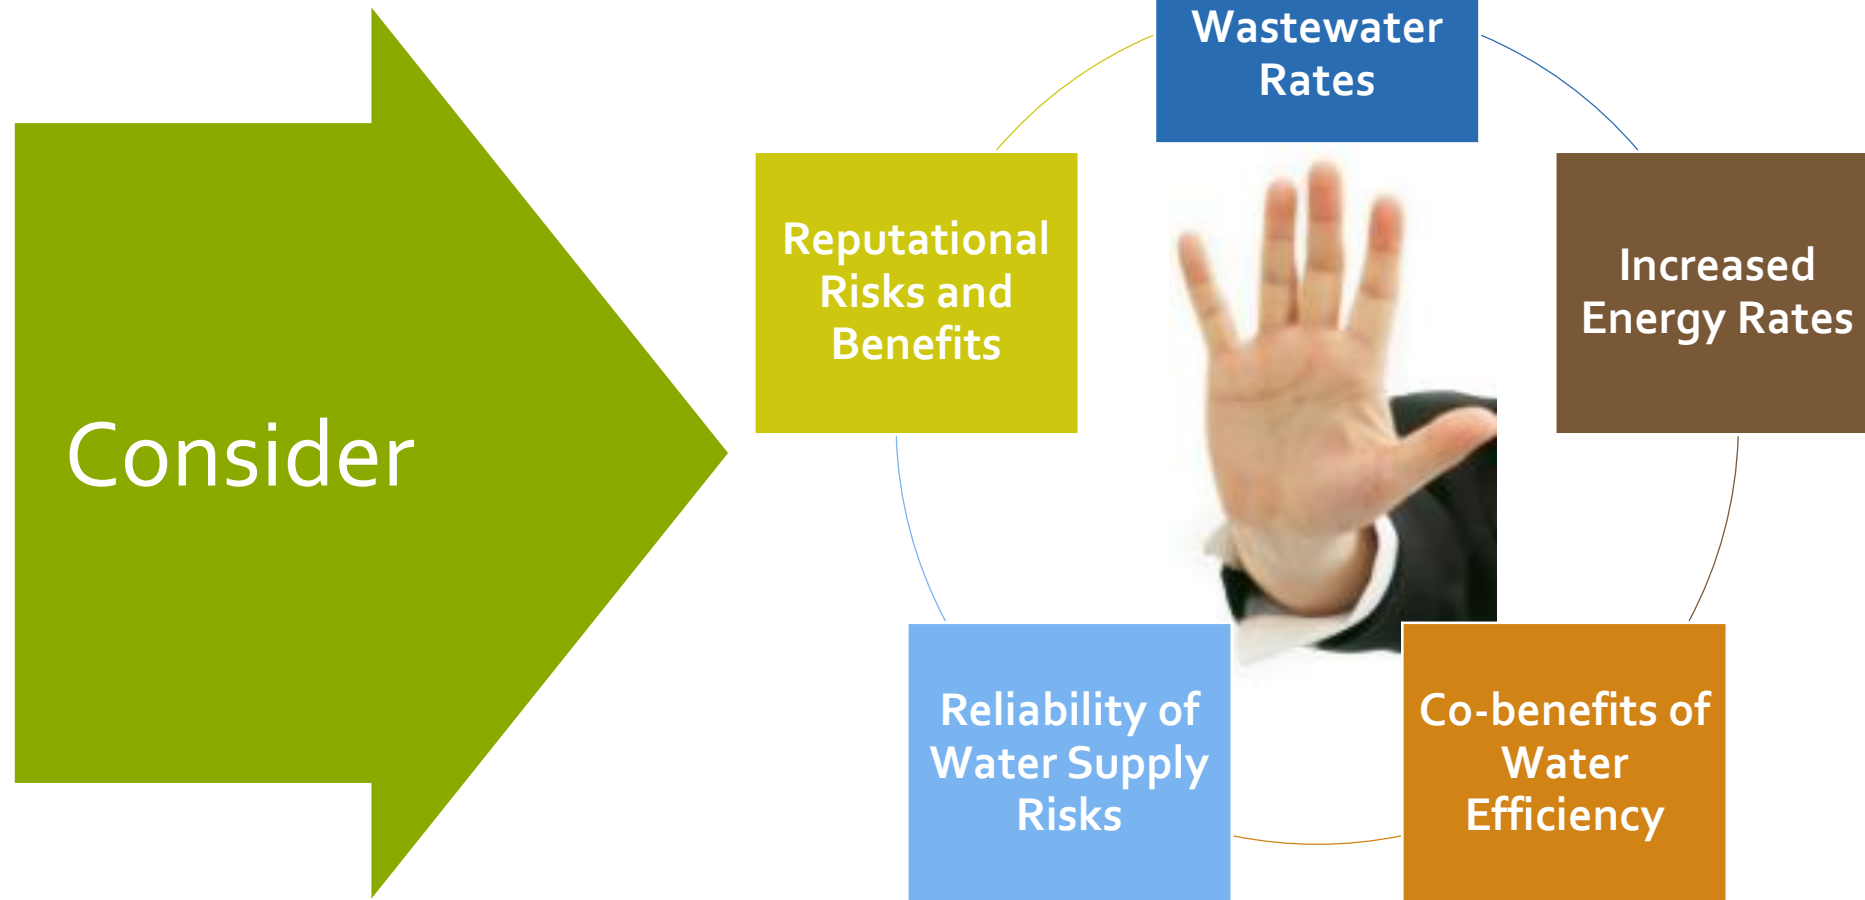 Consider
Wastewater
Rates
Increased
Energy Rates
Co-benefits of
Water
Efficiency
Reliability of
Water Supply
Risks
Reputational
Risks and
Benefits